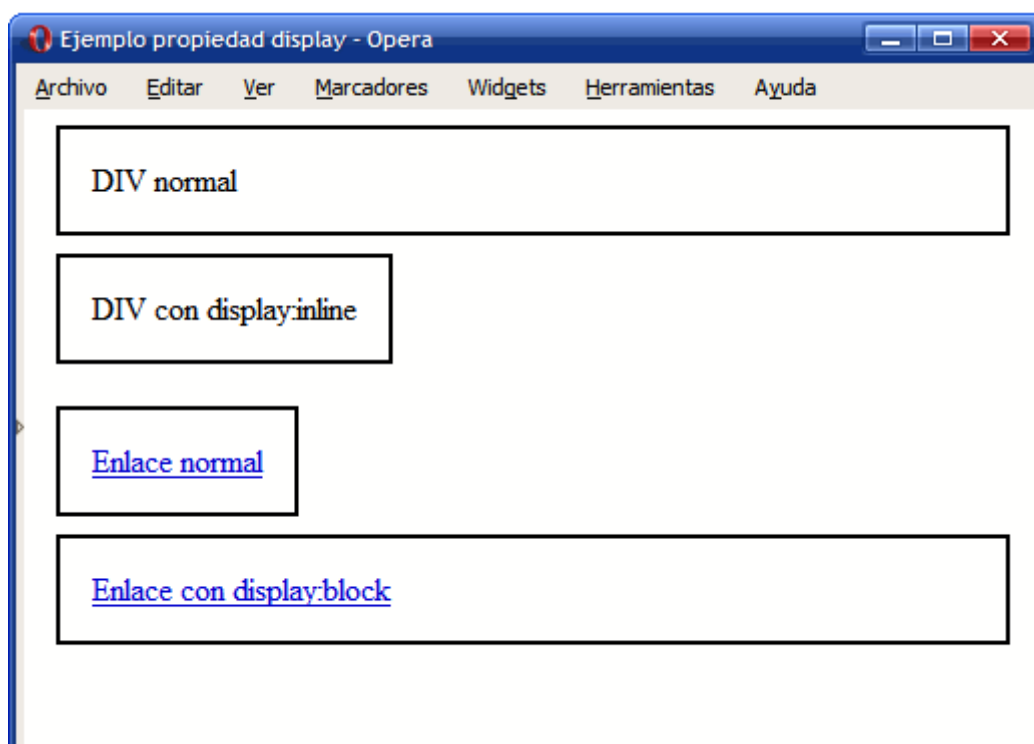 Ejemplo propiedad display - Opera
Archivo Editar Ver Marcadores Widgets Herramientas Ayuda
DIV normal
DIV con display:inline
Enlace normal
Enlace con display:block